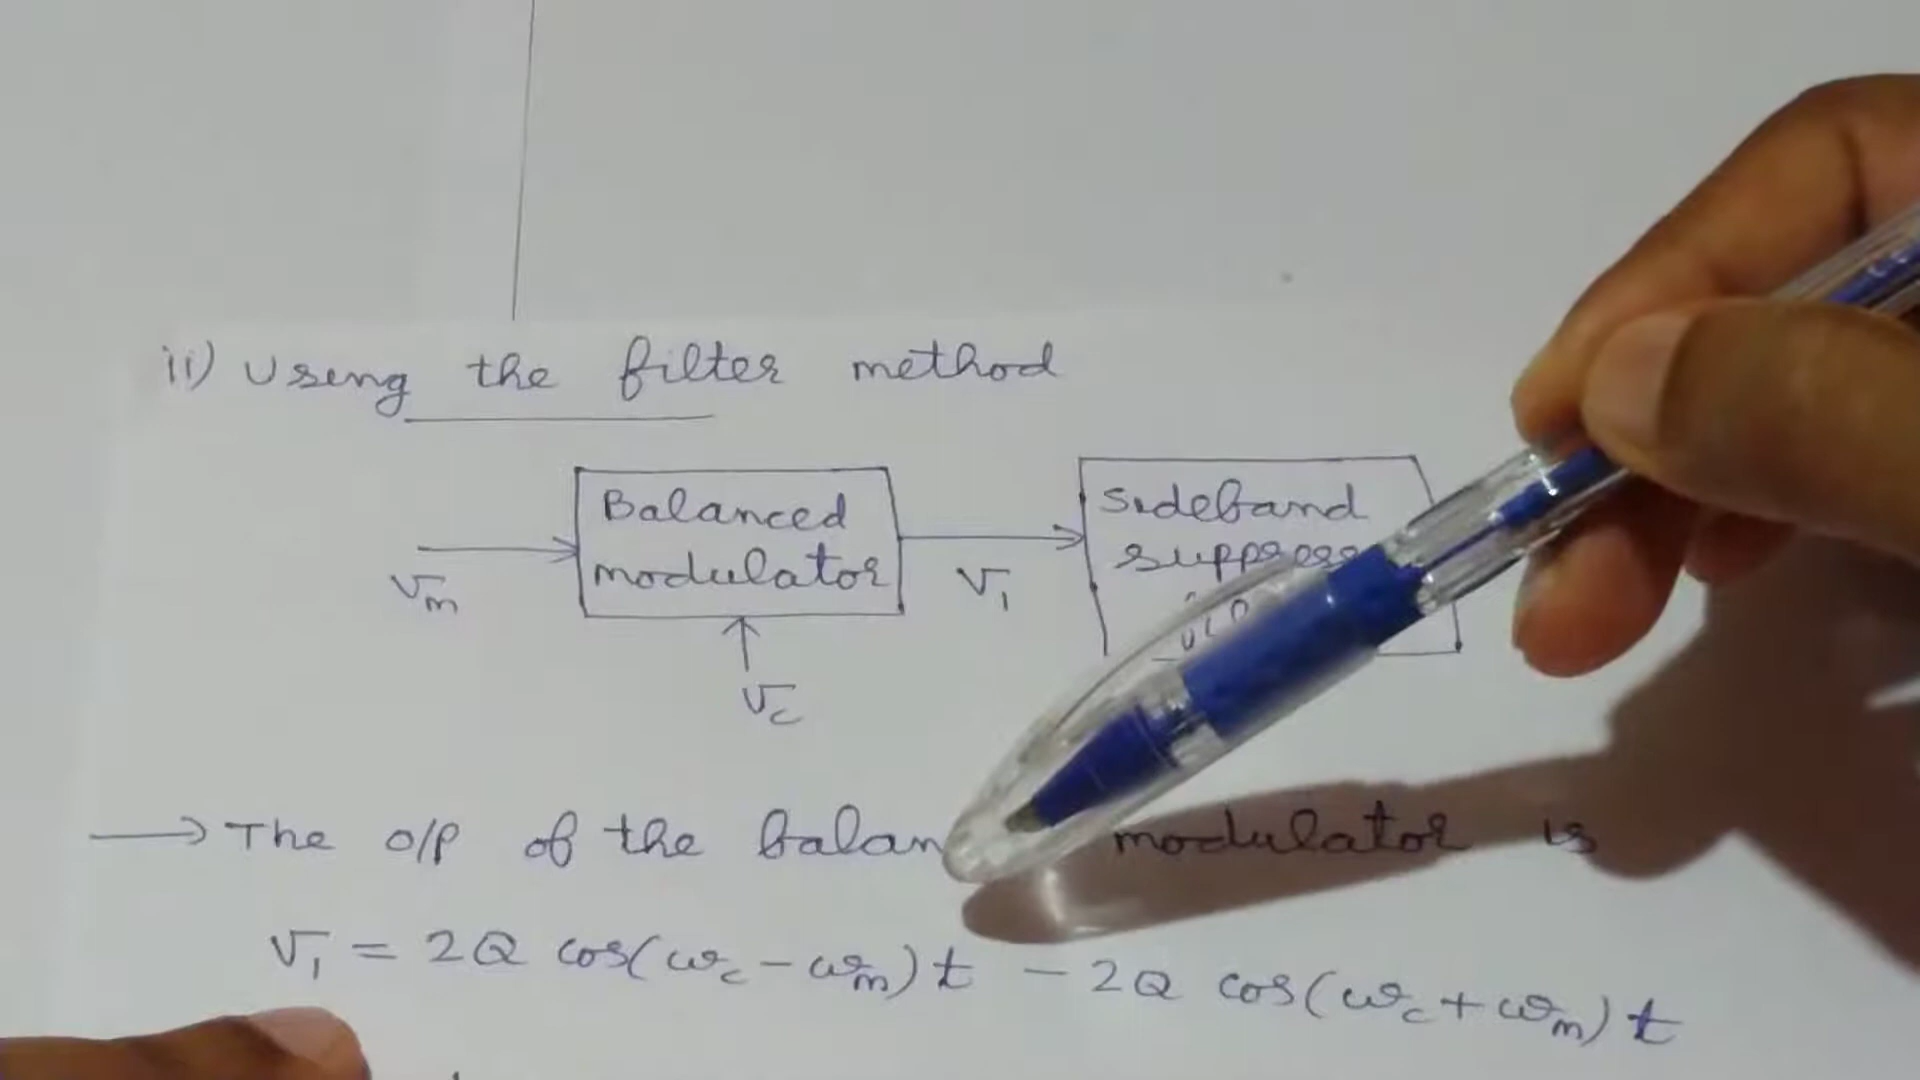 ii) Using the filter method
Balanced
modulator
Sideband
suppress
Vm
V1
Vc
→ The o/p of the balan modulator is
V1 = 2Q cos(ωc - ωm)t - 2Q cos(ωc + ωm)t